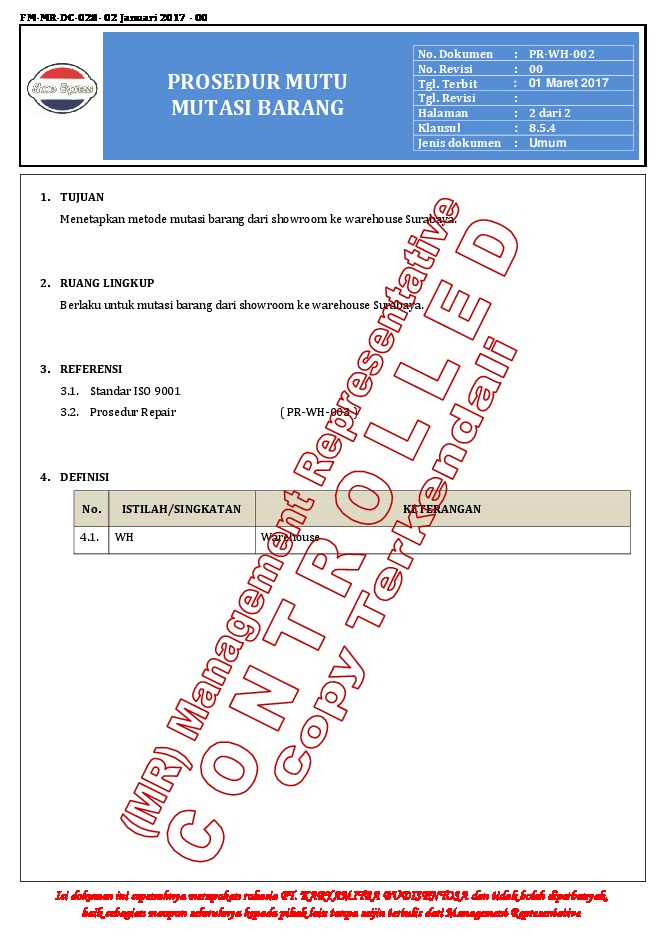 FM-MR-DC-028- 02 Januari 2017 - 00
Shoe Express
PROSEDUR MUTU
MUTASI BARANG
No. Dokumen : PR-WH-002
No. Revisi : 00
Tgl. Terbit : 01 Maret 2017
Tgl. Revisi :
Halaman : 2 dari 2
Klausul : 8.5.4
Jenis dokumen : Umum
1. TUJUAN
Menetapkan metode mutasi barang dari showroom ke warehouse Surabaya.
2. RUANG LINGKUP
Berlaku untuk mutasi barang dari showroom ke warehouse Surabaya.
3. REFERENSI
3.1. Standar ISO 9001
3.2. Prosedur Repair ( PR-WH-003 )
4. DEFINISI
No. ISTILAH/SINGKATAN KETERANGAN
4.1. WH Warehouse
(MR) Management Representative
CONTROLLED
Copy Terkendali
Isi dokumen ini sepenuhnya merupakan rahasia PT. KARYAMITRA BUDISENTOSA dan tidak boleh diperbanyak,
baik sebagian maupun seluruhnya kepada pihak lain tanpa seijin tertulis dari Management Representative